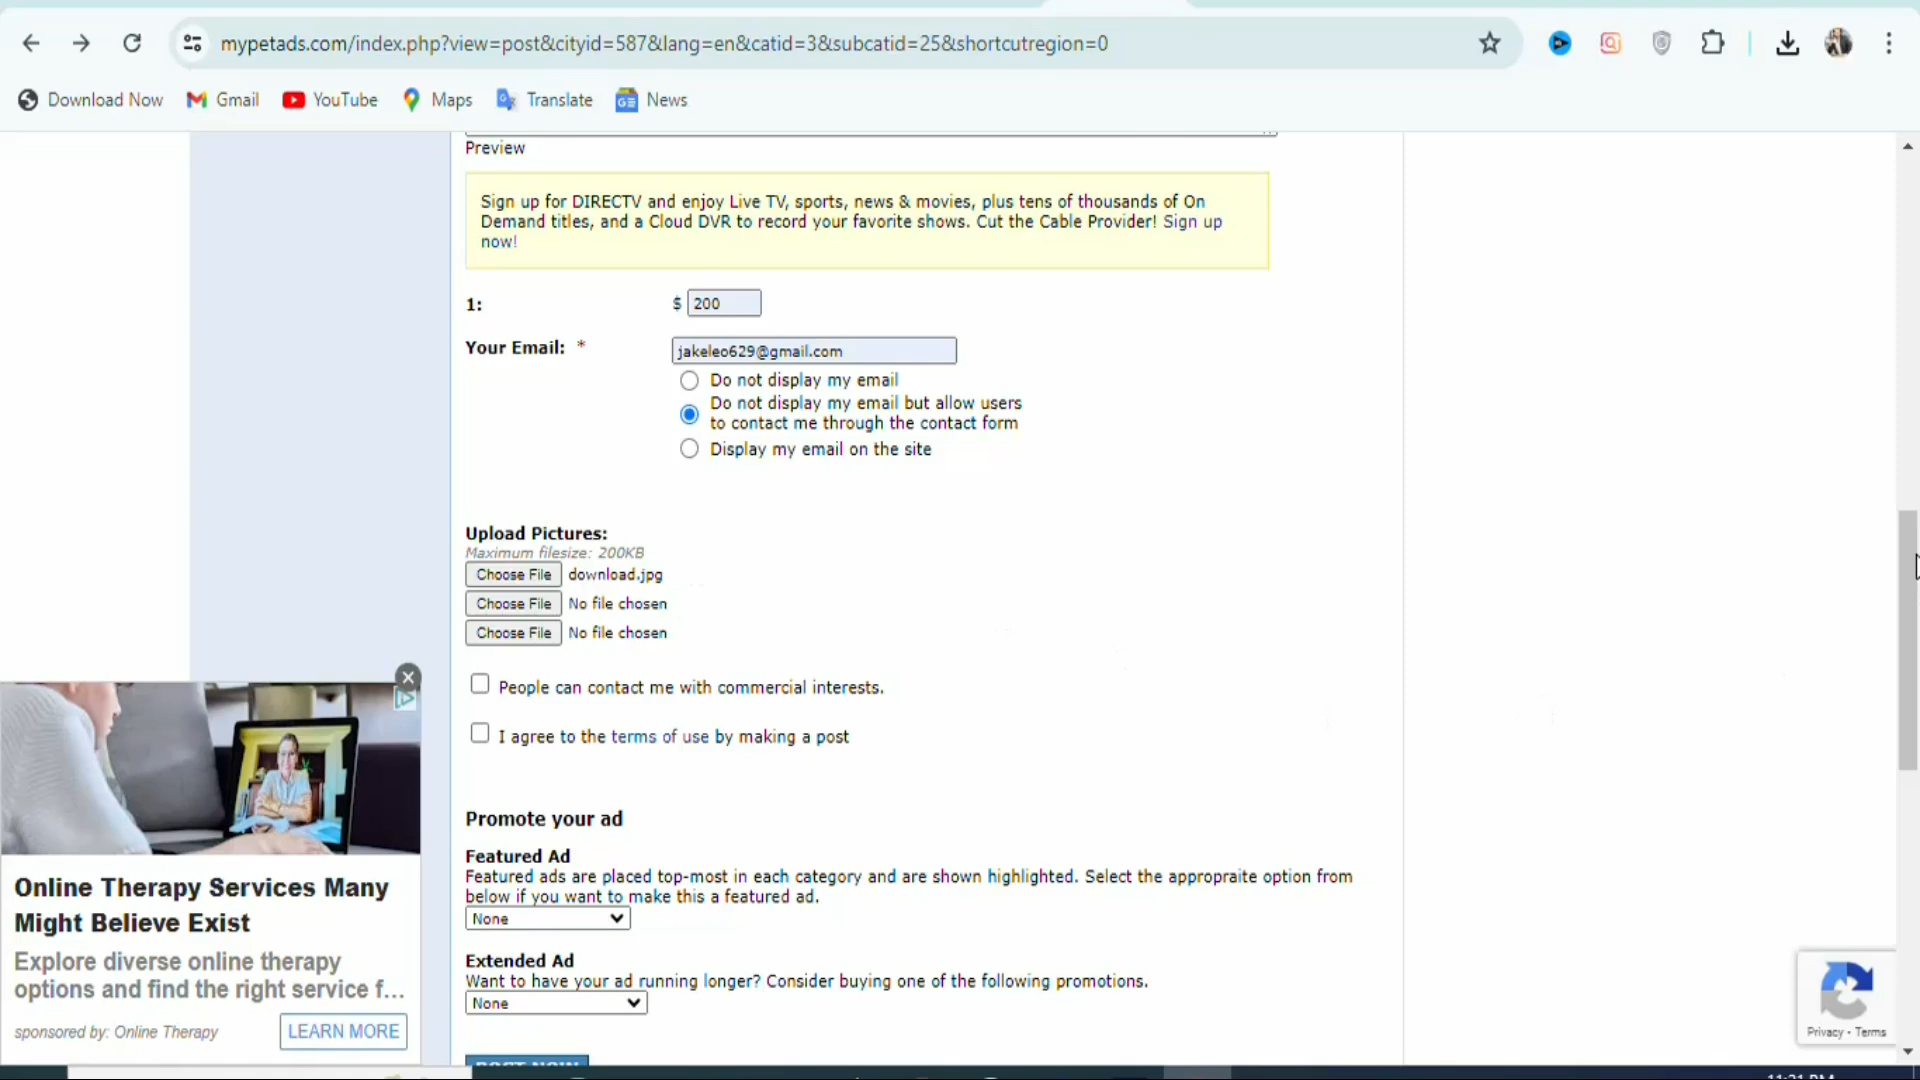 mypetads.com/index.php?view=post&cityid=587&lang=en&catid=3&subcatid=25&shortcutregion=0
Download Now
Gmail
YouTube
Maps
Translate
News
Preview
Sign up for DIRECTV and enjoy Live TV, sports, news & movies, plus tens of thousands of On
Demand titles, and a Cloud DVR to record your favorite shows. Cut the Cable Provider! Sign up
now!
1: $ 200
Your Email: * jakeleo629@gmail.com
Do not display my email
Do not display my email but allow users
to contact me through the contact form
Display my email on the site
Upload Pictures:
Maximum filesize: 200KB
Choose File download.jpg
Choose File No file chosen
Choose File No file chosen
People can contact me with commercial interests.
I agree to the terms of use by making a post
Promote your ad
Featured Ad
Featured ads are placed top-most in each category and are shown highlighted. Select the appropraite option from
below if you want to make this a featured ad.
None
Extended Ad
Want to have your ad running longer? Consider buying one of the following promotions.
None
POST NOW
Online Therapy Services Many
Might Believe Exist
Explore diverse online therapy
options and find the right service f...
sponsored by: Online Therapy
LEARN MORE
Privacy - Terms
11:21 PM